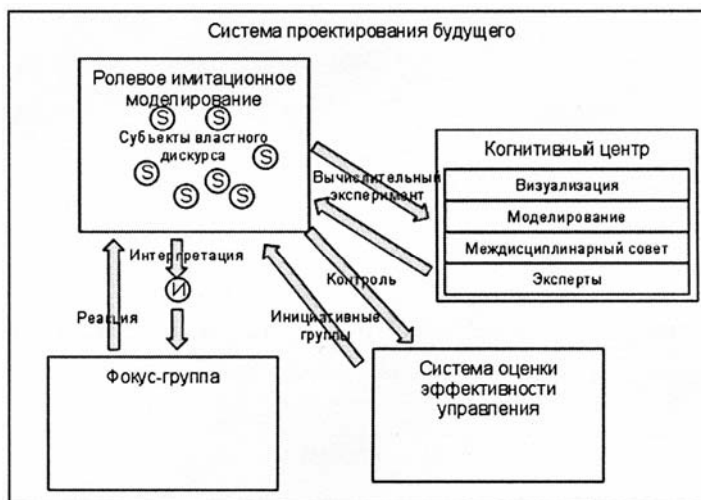 Система проектирования будущего
Ролевое имитационное
моделирование
S
S
Субъекты властного
дискурса
S
S
S
S
S
Когнитивный центр
Визуализация
Моделирование
Междисциплинарный совет
Эксперты
Вычислительный
эксперимент
Интерпретация
И
Контроль
Реакция
Инициативные
группы
Фокус-группа
Система оценки
эффективности
управления